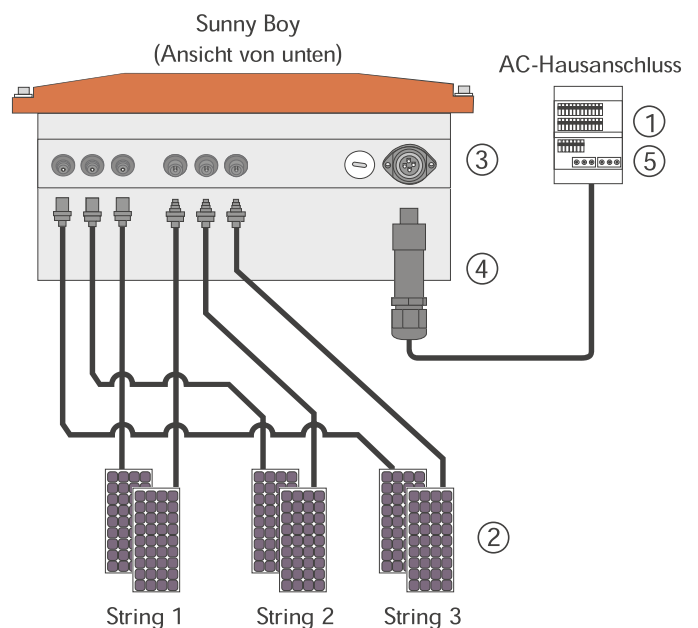 Sunny Boy
(Ansicht von unten)
AC-Hausanschluss
1
3
5
4
2
String 1
String 2
String 3